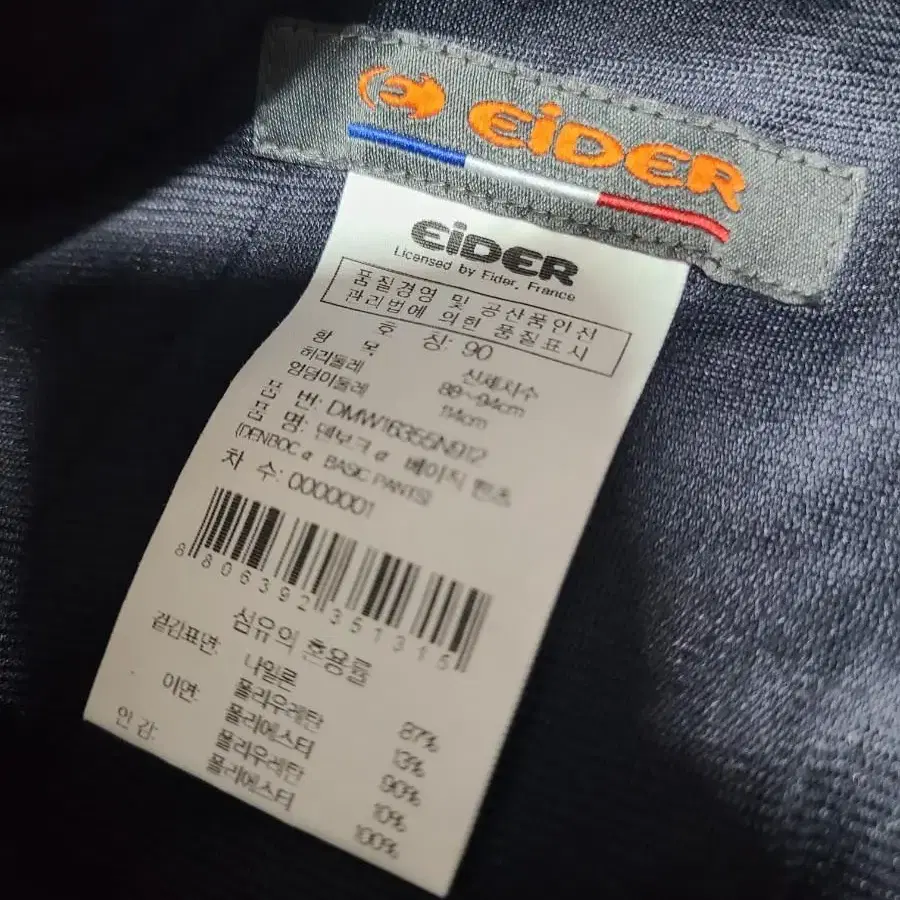 EiDER
EiDER
Licensed by Eider, France
품질경영 및 공산품안전
관리법에 의한 품질표시
호 칭: 90
항 목 신체치수
허리둘레 88~94cm
엉덩이둘레 114cm
품 번: DMW16355N912
품 명: 덴보크α 베이직 팬츠
(DENBOC α BASIC PANTS)
차 수: 0000001
8806392351315
섬유의 혼용률
겉감표면: 나일론 87%
폴리우레탄 13%
이면: 폴리에스터 90%
폴리우레탄 10%
안 감: 폴리에스터 100%